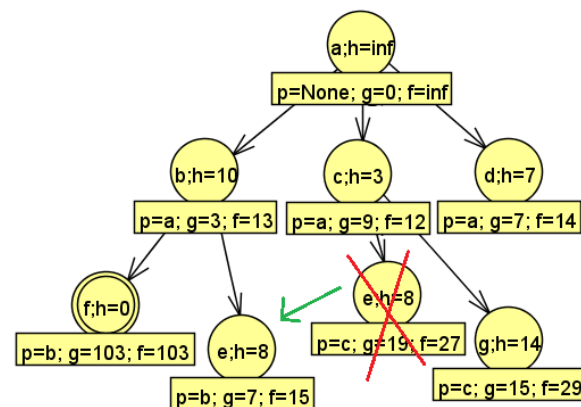 a;h=inf
p=None; g=0; f=inf
b;h=10
c;h=3
d;h=7
p=a; g=3; f=13
p=a; g=9; f=12
p=a; g=7; f=14
f;h=0
e;h=8
e;h=8
g;h=14
p=b; g=103; f=103
p=c; g=19; f=27
p=b; g=7; f=15
p=c; g=15; f=29